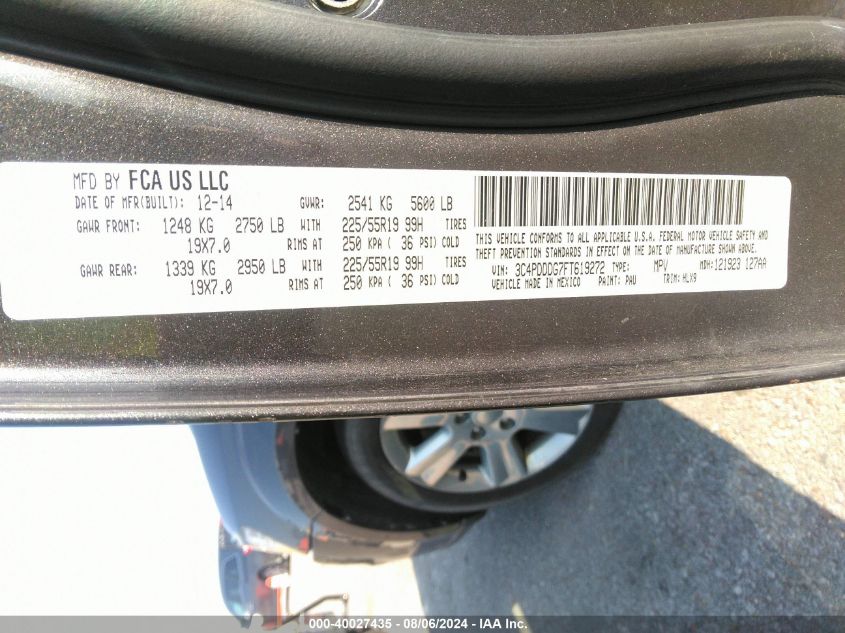 MFD BY FCA US LLC
DATE OF MFR(BUILT): 12-14 GVWR: 2541 KG 5600 LB
GAWR FRONT: 1248 KG 2750 LB WITH 225/55R19 99H TIRES
19X7.0 RIMS AT 250 KPA ( 36 PSI) COLD
GAWR REAR: 1339 KG 2950 LB WITH 225/55R19 99H TIRES
19X7.0 RIMS AT 250 KPA ( 36 PSI) COLD
THIS VEHICLE CONFORMS TO ALL APPLICABLE U.S.A. FEDERAL MOTOR VEHICLE SAFETY AND
THEFT PREVENTION STANDARDS IN EFFECT ON THE DATE OF MANUFACTURE SHOWN ABOVE.
VIN: 3C4PDDDG7FT619272 TYPE: MPV MDH: 121923 127AA
VEHICLE MADE IN MEXICO PAINT: PAU TRIM: HLX9
000-40027435 - 08/06/2024 - IAA Inc.